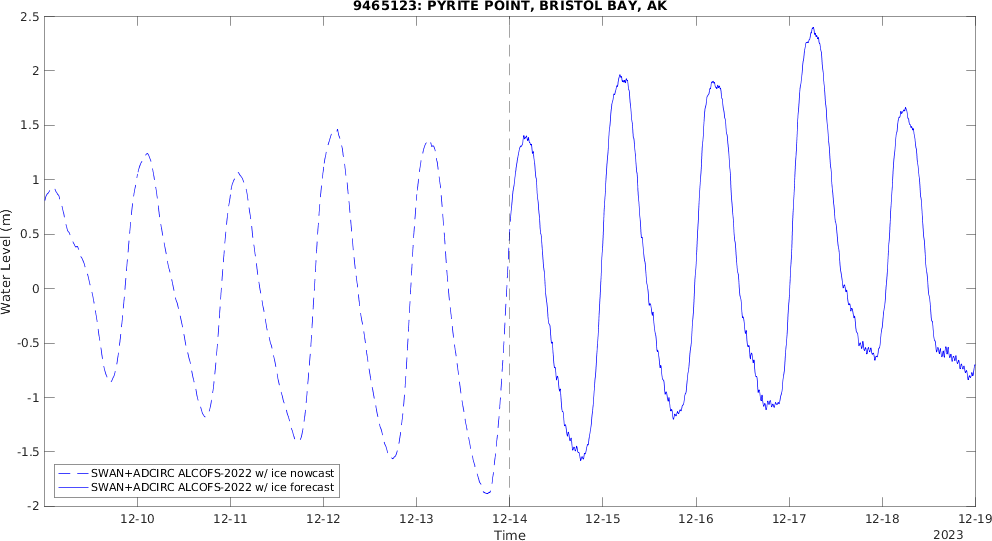 9465123: PYRITE POINT, BRISTOL BAY, AK
2.5
2
1.5
1
0.5
0
-0.5
-1
-1.5
-2
Water Level (m)
SWAN+ADCIRC ALCOFS-2022 w/ ice nowcast
SWAN+ADCIRC ALCOFS-2022 w/ ice forecast
12-10 12-11 12-12 12-13 12-14 12-15 12-16 12-17 12-18 12-19
Time
2023